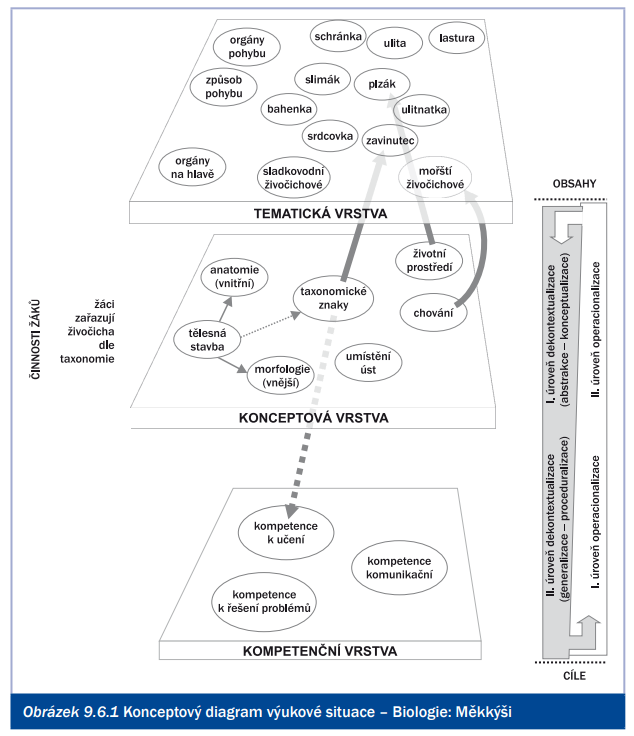 orgány
pohybu
schránka
ulita
lastura
způsob
pohybu
slimák
plzák
bahenka
ulitnatka
srdcovka
zavinutec
orgány
na hlavě
sladkovodní
živočichové
mořští
živočichové
TEMATICKÁ VRSTVA
OBSAHY
ČINNOSTI ŽÁKŮ
žáci
zařazují
živočicha
dle
taxonomie
anatomie
(vnitřní)
taxonomické
znaky
životní
prostředí
chování
tělesná
stavba
morfologie
(vnější)
umístění
úst
KONCEPTOVÁ VRSTVA
I. úroveň dekontextualizace
(abstrakce – konceptualizace)
II. úroveň operacionalizace
kompetence
k učení
kompetence
komunikační
kompetence
k řešení problémů
KOMPETENČNÍ VRSTVA
II. úroveň dekontextualizace
(generalizace – proceduralizace)
I. úroveň operacionalizace
CÍLE
Obrázek 9.6.1 Konceptový diagram výukové situace – Biologie: Měkkýši